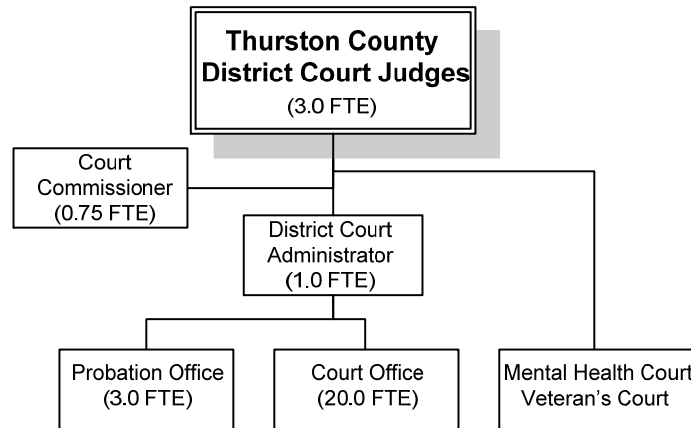 Thurston County
District Court Judges
(3.0 FTE)
Court
Commissioner
(0.75 FTE)
District Court
Administrator
(1.0 FTE)
Probation Office
(3.0 FTE)
Court Office
(20.0 FTE)
Mental Health Court
Veteran's Court